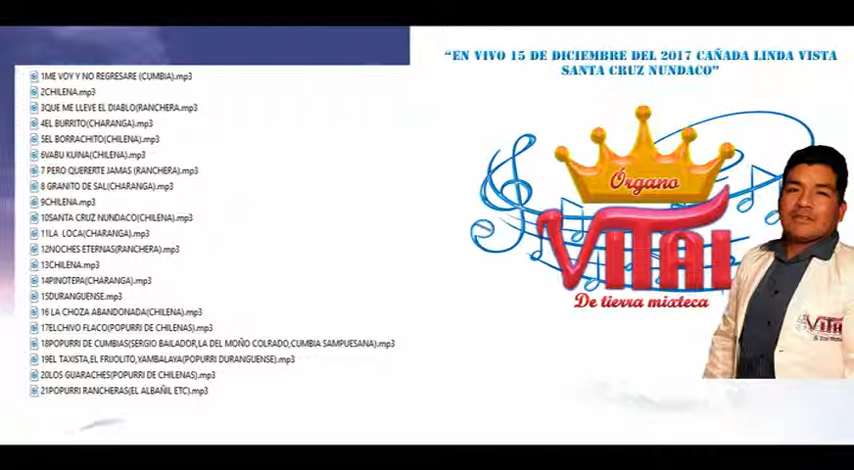 1ME VOY Y NO REGRESARE (CUMBIA).mp3
2CHILENA.mp3
3QUE ME LLEVE EL DIABLO(RANCHERA.mp3
4EL BURRITO(CHARANGA).mp3
5EL BORRACHITO(CHILENA).mp3
6VABU KUINA(CHILENA).mp3
7 PERO QUERERTE JAMAS (RANCHERA).mp3
8 GRANITO DE SAL(CHARANGA).mp3
9CHILENA.mp3
10SANTA CRUZ NUNDACO(CHILENA).mp3
11LA LOCA(CHARANGA).mp3
12NOCHES ETERNAS(RANCHERA).mp3
13CHILENA.mp3
14PINOTEPA(CHARANGA).mp3
15DURANGUENSE.mp3
16 LA CHOZA ABANDONADA(CHILENA).mp3
17ELCHIVO FLACO(POPURRI DE CHILENAS).mp3
18POPURRI DE CUMBIAS(SERGIO BAILADOR,LA DEL MOÑO COLRADO,CUMBIA SAMPUESANA).mp3
19EL TAXISTA,EL FRIJOLITO,YAMBALAYA(POPURRI DURANGUENSE).mp3
20LOS GUARACHES(POPURRI DE CHILENAS).mp3
21POPURRI RANCHERAS(EL ALBAÑIL ETC).mp3
"EN VIVO 15 DE DICIEMBRE DEL 2017 CAÑADA LINDA VISTA
SANTA CRUZ NUNDACO"
Órgano
VITAL
De tierra mixteca
VITAL